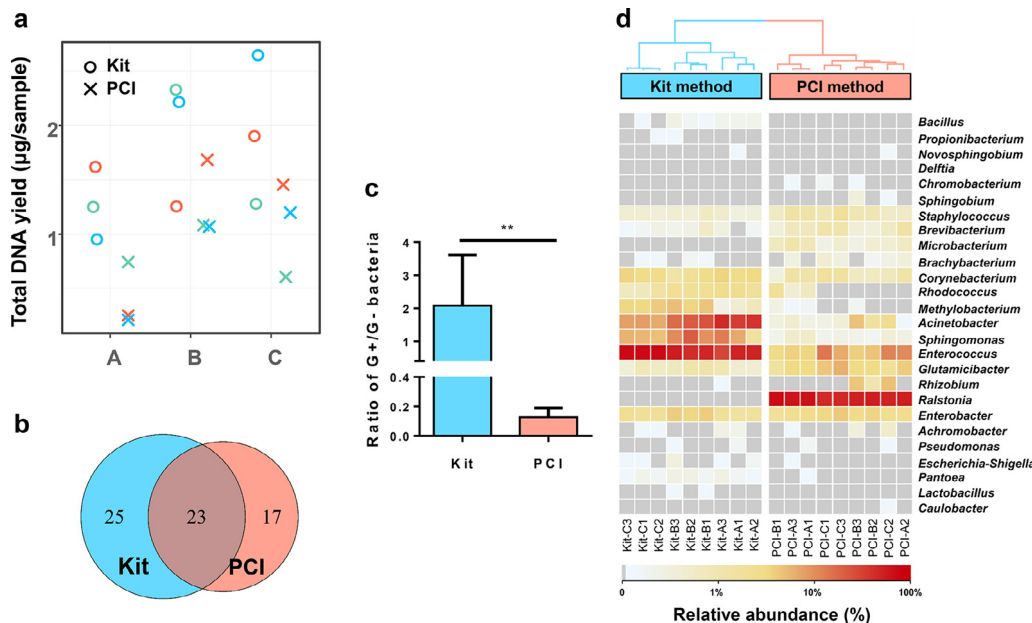 a
Total DNA yield (µg/sample)
2
1
Kit
PCI
A B C
b
25 23 17
Kit PCI
c
Ratio of G+/G- bacteria
**
4
3
2
1
0.4
0.2
0.0
Kit PCI
d
Kit method PCI method
Bacillus
Propionibacterium
Novosphingobium
Delftia
Chromobacterium
Sphingobium
Staphylococcus
Brevibacterium
Microbacterium
Brachybacterium
Corynebacterium
Rhodococcus
Methylobacterium
Acinetobacter
Sphingomonas
Enterococcus
Glutamicibacter
Rhizobium
Ralstonia
Enterobacter
Achromobacter
Pseudomonas
Escherichia-Shigella
Pantoea
Lactobacillus
Caulobacter
Kit-C3 Kit-C1 Kit-C2 Kit-B3 Kit-B2 Kit-B1 Kit-A3 Kit-A1 Kit-A2 PCI-B1 PCI-A3 PCI-A1 PCI-C1 PCI-C3 PCI-B3 PCI-B2 PCI-C2 PCI-A2
0 1% 10% 100%
Relative abundance (%)